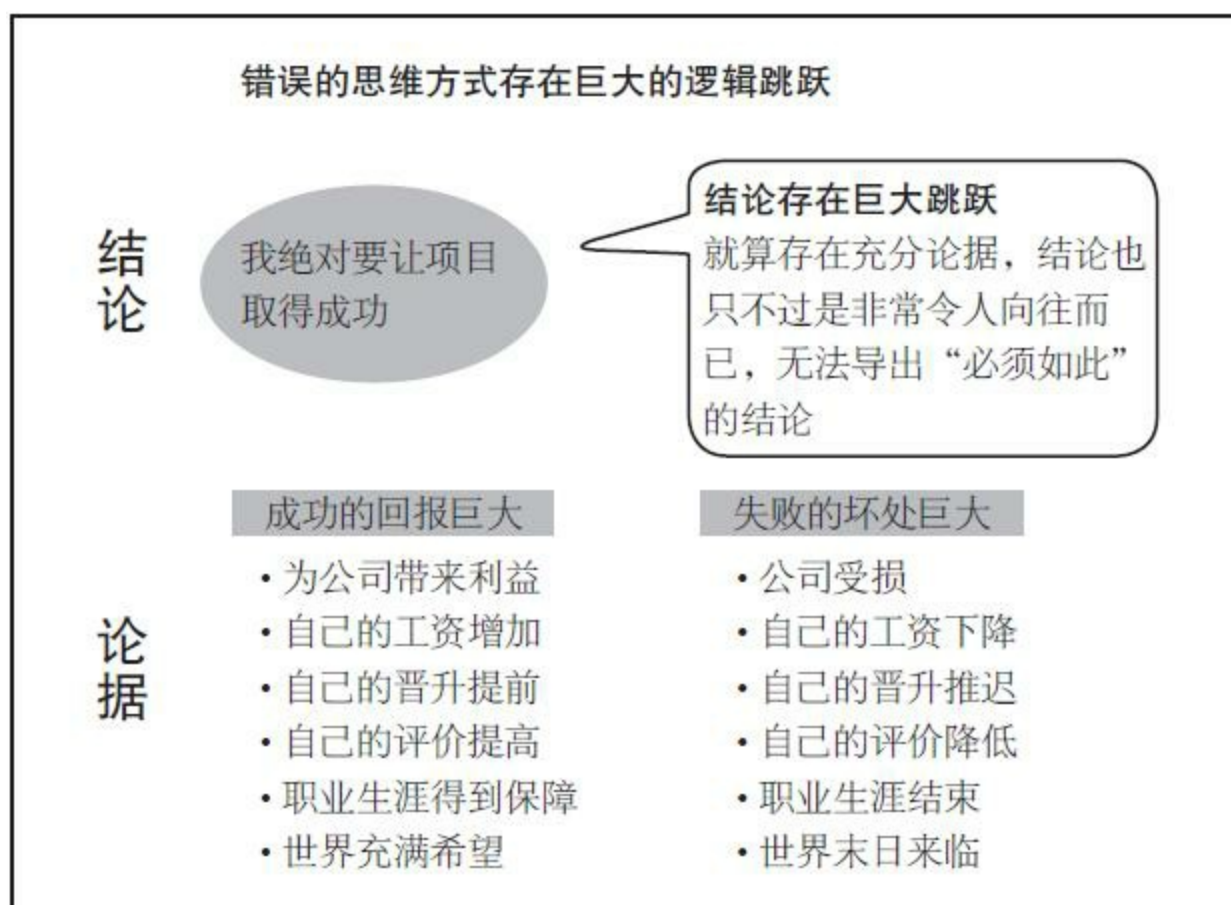 错误的思维方式存在巨大的逻辑跳跃
结论
我绝对要让项目
取得成功
结论存在巨大跳跃
就算存在充分论据，结论也
只不过是非常令人向往而
已，无法导出“必须如此”
的结论
论据
成功的回报巨大
•为公司带来利益
•自己的工资增加
•自己的晋升提前
•自己的评价提高
•职业生涯得到保障
•世界充满希望
失败的坏处巨大
•公司受损
•自己的工资下降
•自己的晋升推迟
•自己的评价降低
•职业生涯结束
•世界末日来临